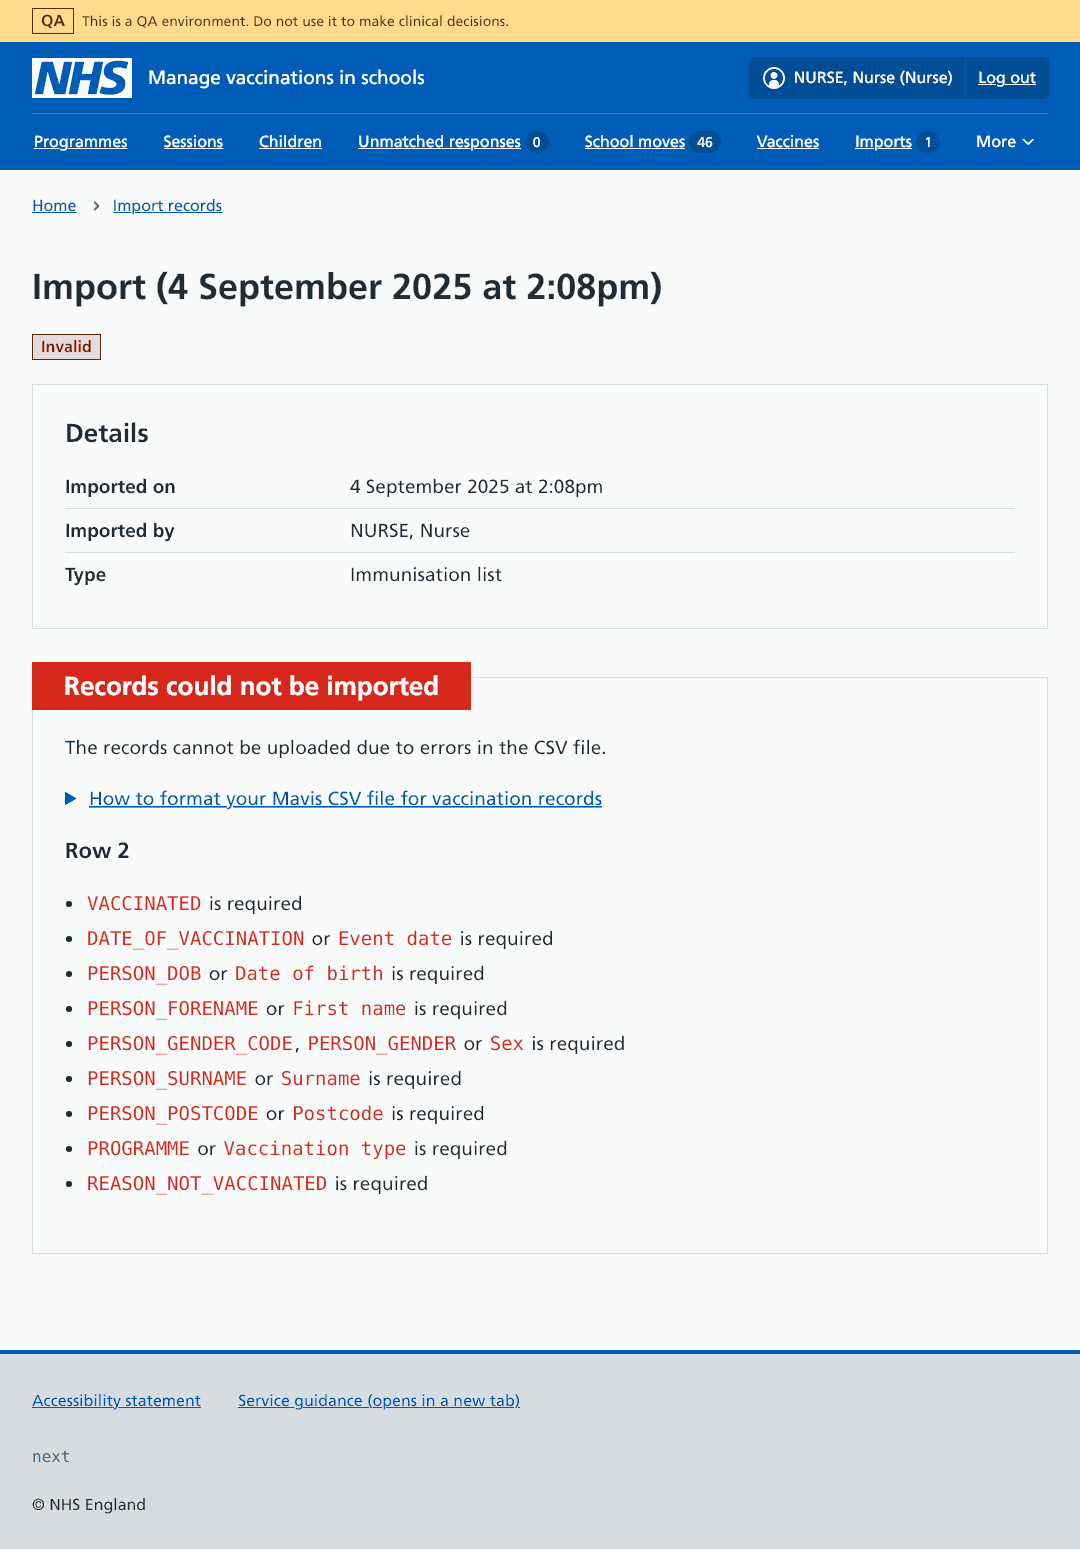 QA This is a QA environment. Do not use it to make clinical decisions.
NHS Manage vaccinations in schools NURSE, Nurse (Nurse) Log out
Programmes Sessions Children Unmatched responses 0 School moves 46 Vaccines Imports 1 More
Home Import records
Import (4 September 2025 at 2:08pm)
Invalid
Details
Imported on 4 September 2025 at 2:08pm
Imported by NURSE, Nurse
Type Immunisation list
Records could not be imported
The records cannot be uploaded due to errors in the CSV file.
How to format your Mavis CSV file for vaccination records
Row 2
VACCINATED is required
DATE_OF_VACCINATION or Event date is required
PERSON_DOB or Date of birth is required
PERSON_FORENAME or First name is required
PERSON_GENDER_CODE, PERSON_GENDER or Sex is required
PERSON_SURNAME or Surname is required
PERSON_POSTCODE or Postcode is required
PROGRAMME or Vaccination type is required
REASON_NOT_VACCINATED is required
Accessibility statement Service guidance (opens in a new tab)
next
© NHS England